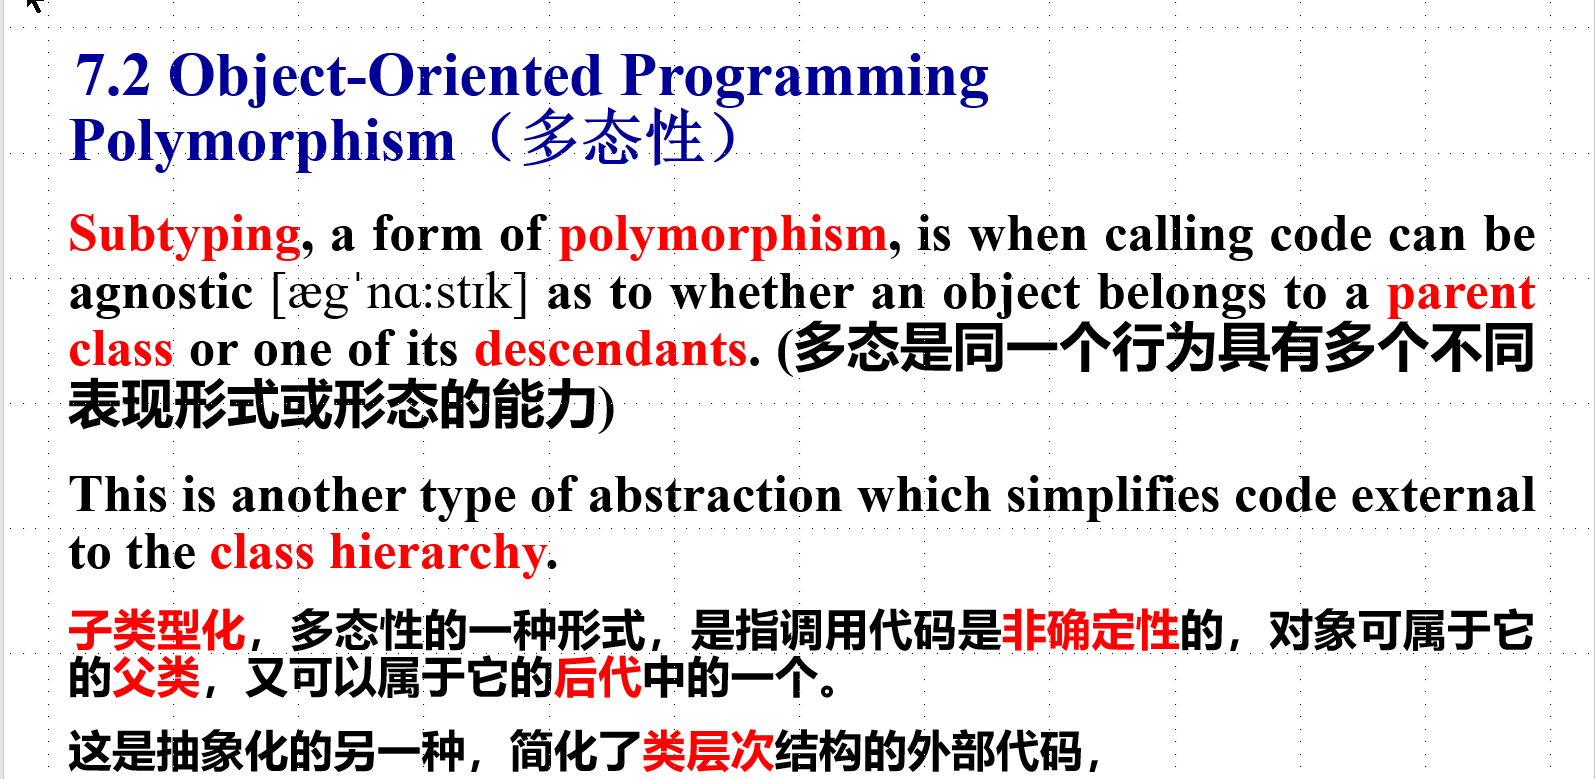 7.2 Object-Oriented Programming
Polymorphism（多态性）
Subtyping, a form of polymorphism, is when calling code can be
agnostic [æɡˈnɑ:stɪk] as to whether an object belongs to a parent
class or one of its descendants. (多态是同一个行为具有多个不同
表现形式或形态的能力)
This is another type of abstraction which simplifies code external
to the class hierarchy.
子类型化，多态性的一种形式，是指调用代码是非确定性的，对象可属于它
的父类，又可以属于它的后代中的一个。
这是抽象化的另一种，简化了类层次结构的外部代码，